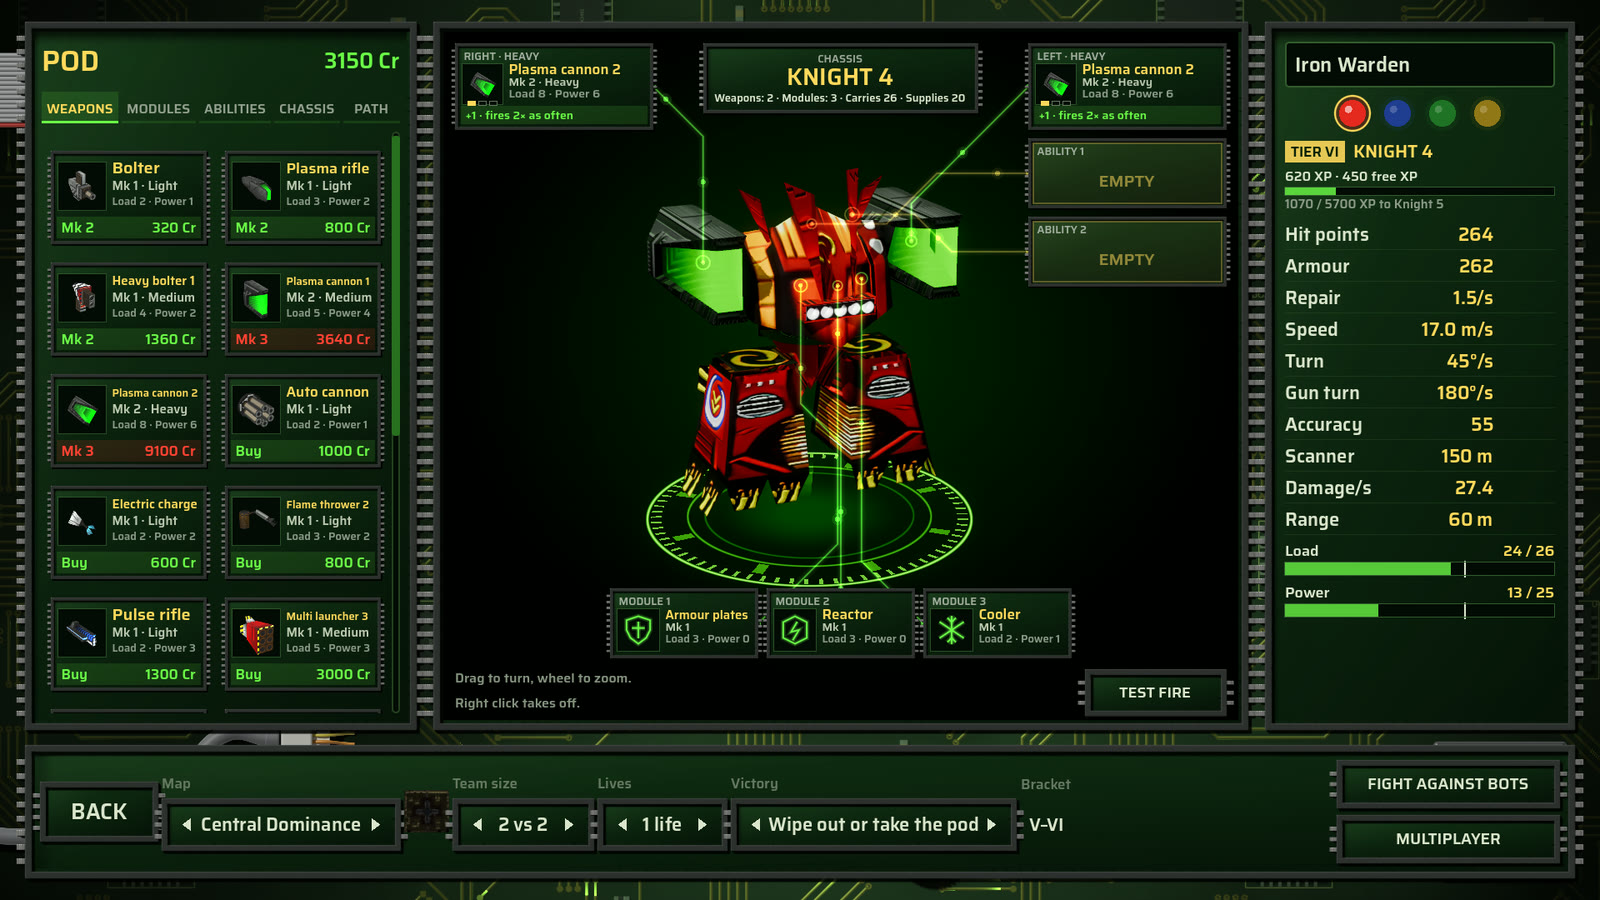 POD
3150 Cr
WEAPONS MODULES ABILITIES CHASSIS PATH
Bolter
Mk 1 · Light
Load 2 · Power 1
Mk 2 320 Cr
Plasma rifle
Mk 1 · Light
Load 3 · Power 2
Mk 2 800 Cr
Heavy bolter 1
Mk 1 · Medium
Load 4 · Power 2
Mk 2 1360 Cr
Plasma cannon 1
Mk 2 · Medium
Load 5 · Power 4
Mk 3 3640 Cr
Plasma cannon 2
Mk 2 · Heavy
Load 8 · Power 6
Mk 3 9100 Cr
Auto cannon
Mk 1 · Light
Load 2 · Power 1
Buy 1000 Cr
Electric charge
Mk 1 · Light
Load 2 · Power 2
Buy 600 Cr
Flame thrower 2
Mk 1 · Light
Load 3 · Power 2
Buy 800 Cr
Pulse rifle
Mk 1 · Light
Load 2 · Power 3
Buy 1300 Cr
Multi launcher 3
Mk 1 · Medium
Load 5 · Power 3
Buy 3000 Cr
RIGHT · HEAVY
Plasma cannon 2
Mk 2 · Heavy
Load 8 · Power 6
+1 · fires 2× as often
CHASSIS
KNIGHT 4
Weapons: 2 · Modules: 3 · Carries 26 · Supplies 20
LEFT · HEAVY
Plasma cannon 2
Mk 2 · Heavy
Load 8 · Power 6
+1 · fires 2× as often
ABILITY 1
EMPTY
ABILITY 2
EMPTY
MODULE 1
Armour plates
Mk 1
Load 3 · Power 0
MODULE 2
Reactor
Mk 1
Load 3 · Power 0
MODULE 3
Cooler
Mk 1
Load 2 · Power 1
Drag to turn, wheel to zoom.
Right click takes off.
TEST FIRE
Iron Warden
TIER VI KNIGHT 4
620 XP · 450 free XP
1070 / 5700 XP to Knight 5
Hit points 264
Armour 262
Repair 1.5/s
Speed 17.0 m/s
Turn 45°/s
Gun turn 180°/s
Accuracy 55
Scanner 150 m
Damage/s 27.4
Range 60 m
Load 24 / 26
Power 13 / 25
BACK
Map
Central Dominance
Team size
2 vs 2
Lives
1 life
Victory
Wipe out or take the pod
Bracket
V–VI
FIGHT AGAINST BOTS
MULTIPLAYER